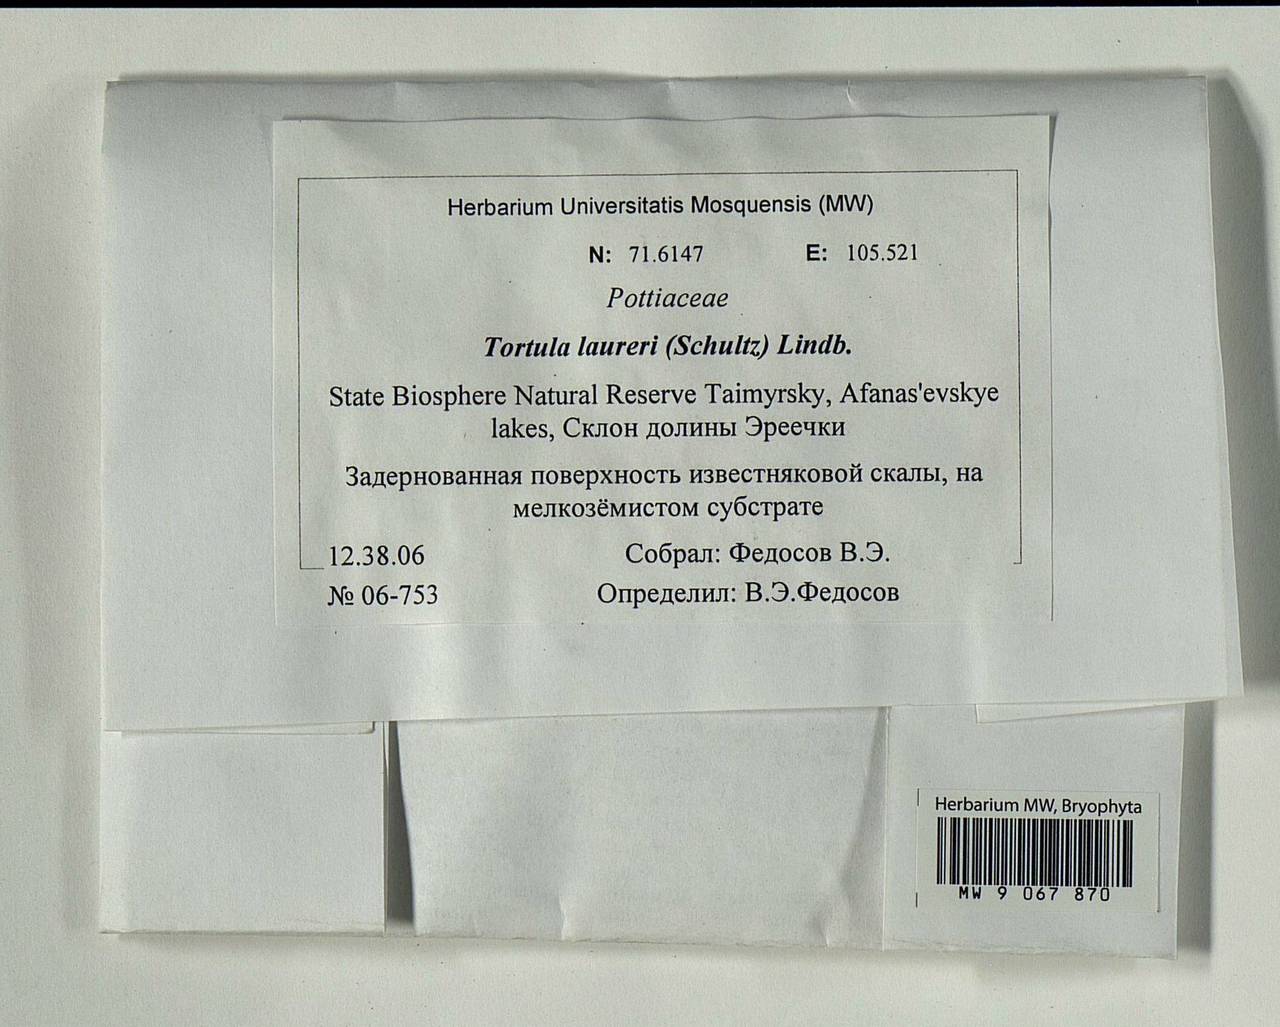 Herbarium Universitatis Mosquensis (MW)
N: 71.6147 E: 105.521
Pottiaceae
Tortula laureri (Schultz) Lindb.
State Biosphere Natural Reserve Taimyrsky, Afanas'evskye
lakes, Склон долины Эреечки
Задернованная поверхность известняковой скалы, на
мелкозёмистом субстрате
12.38.06 Собрал: Федосов В.Э.
№ 06-753 Определил: В.Э.Федосов
Herbarium MW, Bryophyta
MW 9 067 870